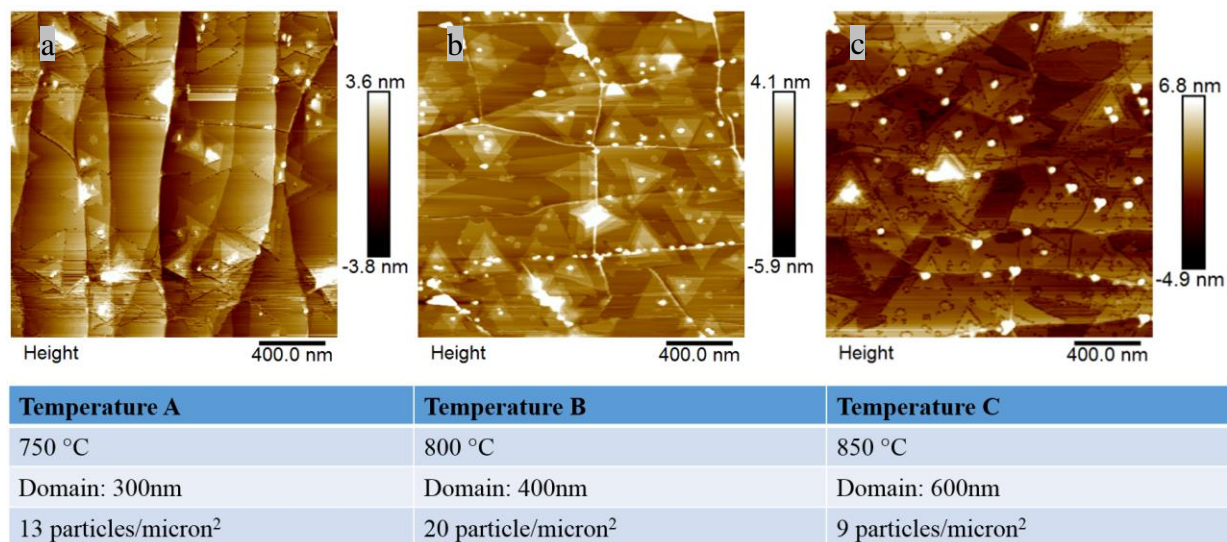 a
3.6 nm
-3.8 nm
Height
400.0 nm
b
4.1 nm
-5.9 nm
Height
400.0 nm
c
6.8 nm
-4.9 nm
Height
400.0 nm
Temperature A Temperature B Temperature C
750 °C 800 °C 850 °C
Domain: 300nm Domain: 400nm Domain: 600nm
13 particles/micron² 20 particle/micron² 9 particles/micron²